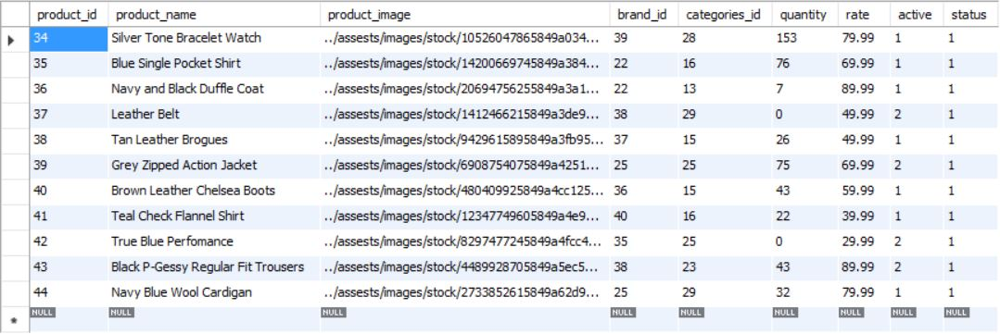 product_id product_name product_image brand_id categories_id quantity rate active status
34 Silver Tone Bracelet Watch ../assests/images/stock/10526047865849a034... 39 28 153 79.99 1 1
35 Blue Single Pocket Shirt ../assests/images/stock/14200669745849a384... 22 16 76 69.99 1 1
36 Navy and Black Duffle Coat ../assests/images/stock/20694756255849a3a1... 22 13 7 89.99 1 1
37 Leather Belt ../assests/images/stock/1412466215849a3de9... 38 29 0 49.99 2 1
38 Tan Leather Brogues ../assests/images/stock/9429615895849a3fb95... 37 15 26 49.99 1 1
39 Grey Zipped Action Jacket ../assests/images/stock/6908754075849a4251... 25 25 75 69.99 2 1
40 Brown Leather Chelsea Boots ../assests/images/stock/480409925849a4cc125... 36 15 43 59.99 1 1
41 Teal Check Flannel Shirt ../assests/images/stock/12347749605849a4e9... 40 16 22 39.99 1 1
42 True Blue Perfomance ../assests/images/stock/8297477245849a4fcc4... 35 25 0 29.99 2 1
43 Black P-Gessy Regular Fit Trousers ../assests/images/stock/4489928705849a5ec5... 38 23 43 89.99 2 1
44 Navy Blue Wool Cardigan ../assests/images/stock/2733852615849a62d9... 25 29 32 79.99 1 1
NULL NULL NULL NULL NULL NULL NULL NULL NULL